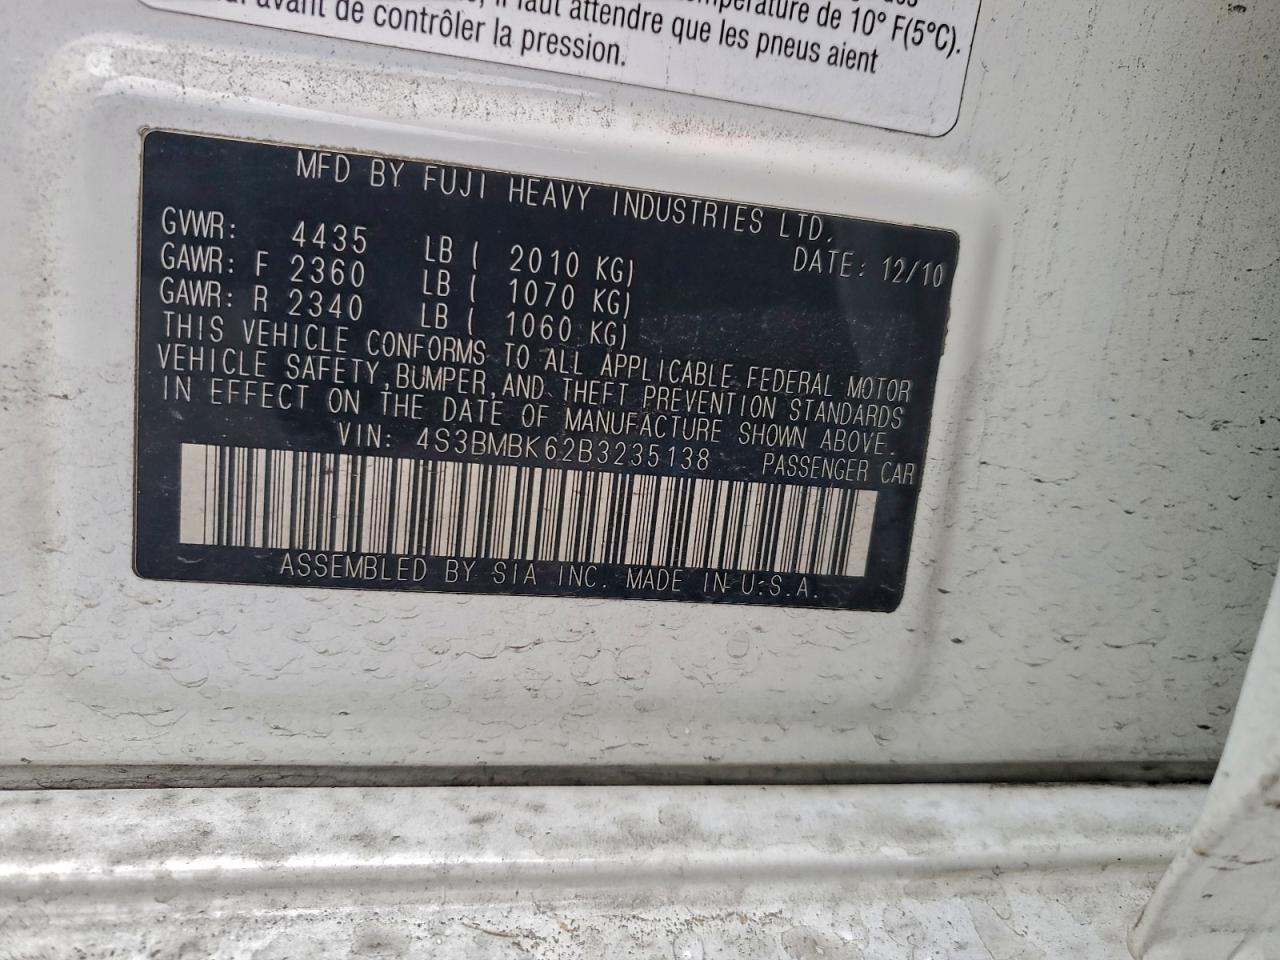 température de 10° F(5°C).
il faut attendre que les pneus aient
avant de contrôler la pression.
MFD BY FUJI HEAVY INDUSTRIES LTD.
GVWR: 4435 LB ( 2010 KG) DATE: 12/10
GAWR: F 2360 LB ( 1070 KG)
GAWR: R 2340 LB ( 1060 KG)
THIS VEHICLE CONFORMS TO ALL APPLICABLE FEDERAL MOTOR
VEHICLE SAFETY,BUMPER,AND THEFT PREVENTION STANDARDS
IN EFFECT ON THE DATE OF MANUFACTURE SHOWN ABOVE.
VIN: 4S3BMBK62B3235138 PASSENGER CAR
ASSEMBLED BY SIA INC. MADE IN U.S.A.